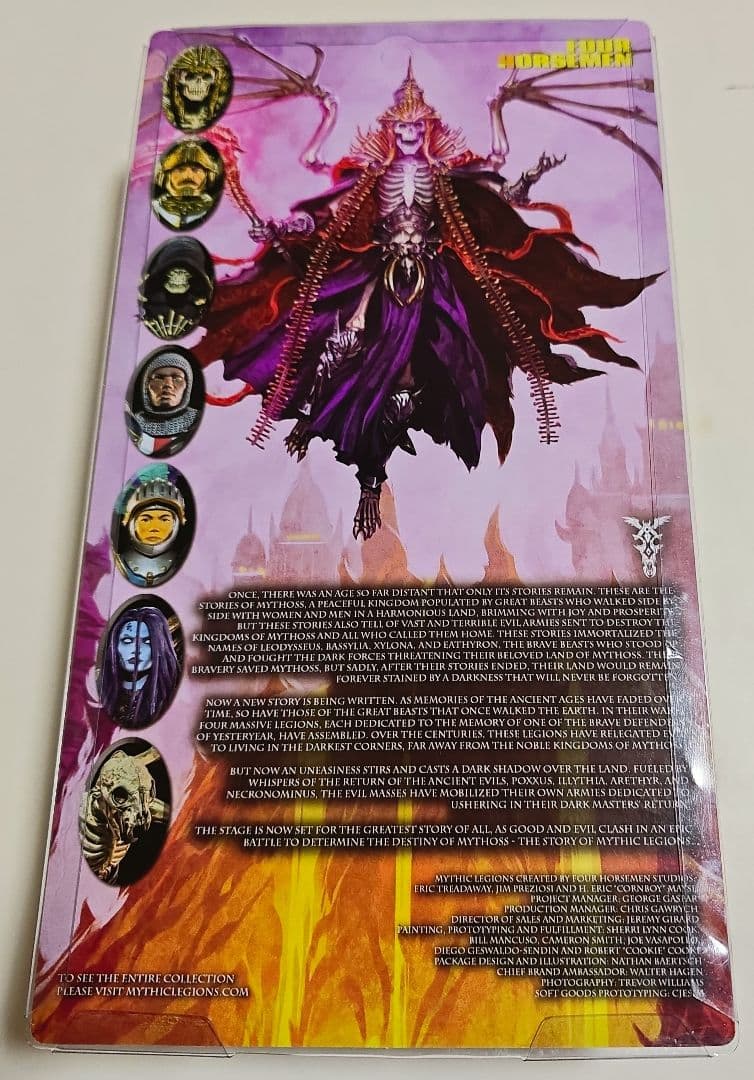 FOUR
HORSEMEN
ONCE, THERE WAS AN AGE SO FAR DISTANT THAT ONLY ITS STORIES REMAIN. THESE ARE THE
STORIES OF MYTHOSS, A PEACEFUL KINGDOM POPULATED BY GREAT BEASTS WHO WALKED SIDE BY
SIDE WITH WOMEN AND MEN IN A HARMONIOUS LAND, BRIMMING WITH JOY AND PROSPERITY.
BUT THESE STORIES ALSO TELL OF VAST AND TERRIBLE EVIL ARMIES SENT TO DESTROY THE
KINGDOMS OF MYTHOSS AND ALL WHO CALLED THEM HOME. THESE STORIES IMMORTALIZED THE
NAMES OF LEODYSSEUS, BASSYLIA, XYLONA, AND EATHYRON, THE BRAVE BEASTS WHO STOOD
AND FOUGHT THE DARK FORCES THREATENING THEIR BELOVED LAND OF MYTHOSS.
BRAVERY SAVED MYTHOSS, BUT SADLY, AFTER THEIR STORIES ENDED, THEIR LAND WOULD REMAIN
FOREVER STAINED BY A DARKNESS THAT WILL NEVER BE
NOW A NEW STORY IS BEING WRITTEN. AS MEMORIES OF THE ANCIENT AGES HAVE FADED
TIME, SO HAVE THOSE OF THE GREAT BEASTS THAT ONCE WALKED THE EARTH. IN THEIR
FOUR MASSIVE LEGIONS, EACH DEDICATED TO THE MEMORY OF ONE OF THE BRAVE
OF YESTERYEAR, HAVE ASSEMBLED. OVER THE CENTURIES, THESE LEGIONS HAVE RELEGATED
TO LIVING IN THE DARKEST CORNERS, FAR AWAY FROM THE NOBLE KINGDOMS OF
BUT NOW AN UNEASINESS STIRS AND CASTS A DARK SHADOW OVER THE LAND. FUELED BY
WHISPERS OF THE RETURN OF THE ANCIENT EVILS, POXXUS, ILLYTHIA, ARETHYR, AND
NECRONOMINUS, THE EVIL MASSES HAVE MOBILIZED THEIR OWN ARMIES DEDICATED
USHERING IN THEIR DARK MASTERS' RETURN.
THE STAGE IS NOW SET FOR THE GREATEST STORY OF ALL, AS GOOD AND EVIL CLASH IN AN EPIC
BATTLE TO DETERMINE THE DESTINY OF MYTHOSS - THE STORY OF MYTHIC LEGIONS...
MYTHIC LEGIONS CREATED BY FOUR HORSEMEN STUDIOS:
ERIC TREADAWAY, JIM PREZIOSI AND H. ERIC "CORNBOY"
PROJECT MANAGER: GEORGE GASPAR
PRODUCTION MANAGER: CHRIS GAWRYCH
DIRECTOR OF SALES AND MARKETING: JEREMY GIRARD
PAINTING, PROTOTYPING AND FULFILLMENT: SHERRI LYNN COOK,
BILL MANCUSO, CAMERON SMITH, JOE VASAPOLLO,
DIEGO GESWALDO-SENDIN AND ROBERT "COOKIE" COOKE
PACKAGE DESIGN AND ILLUSTRATION: NATHAN BAERTSCH
CHIEF BRAND AMBASSADOR: WALTER HAGEN
PHOTOGRAPHY: TREVOR WILLIAMS
SOFT GOODS PROTOTYPING:
TO SEE THE ENTIRE COLLECTION
PLEASE VISIT MYTHICLEGIONS.COM